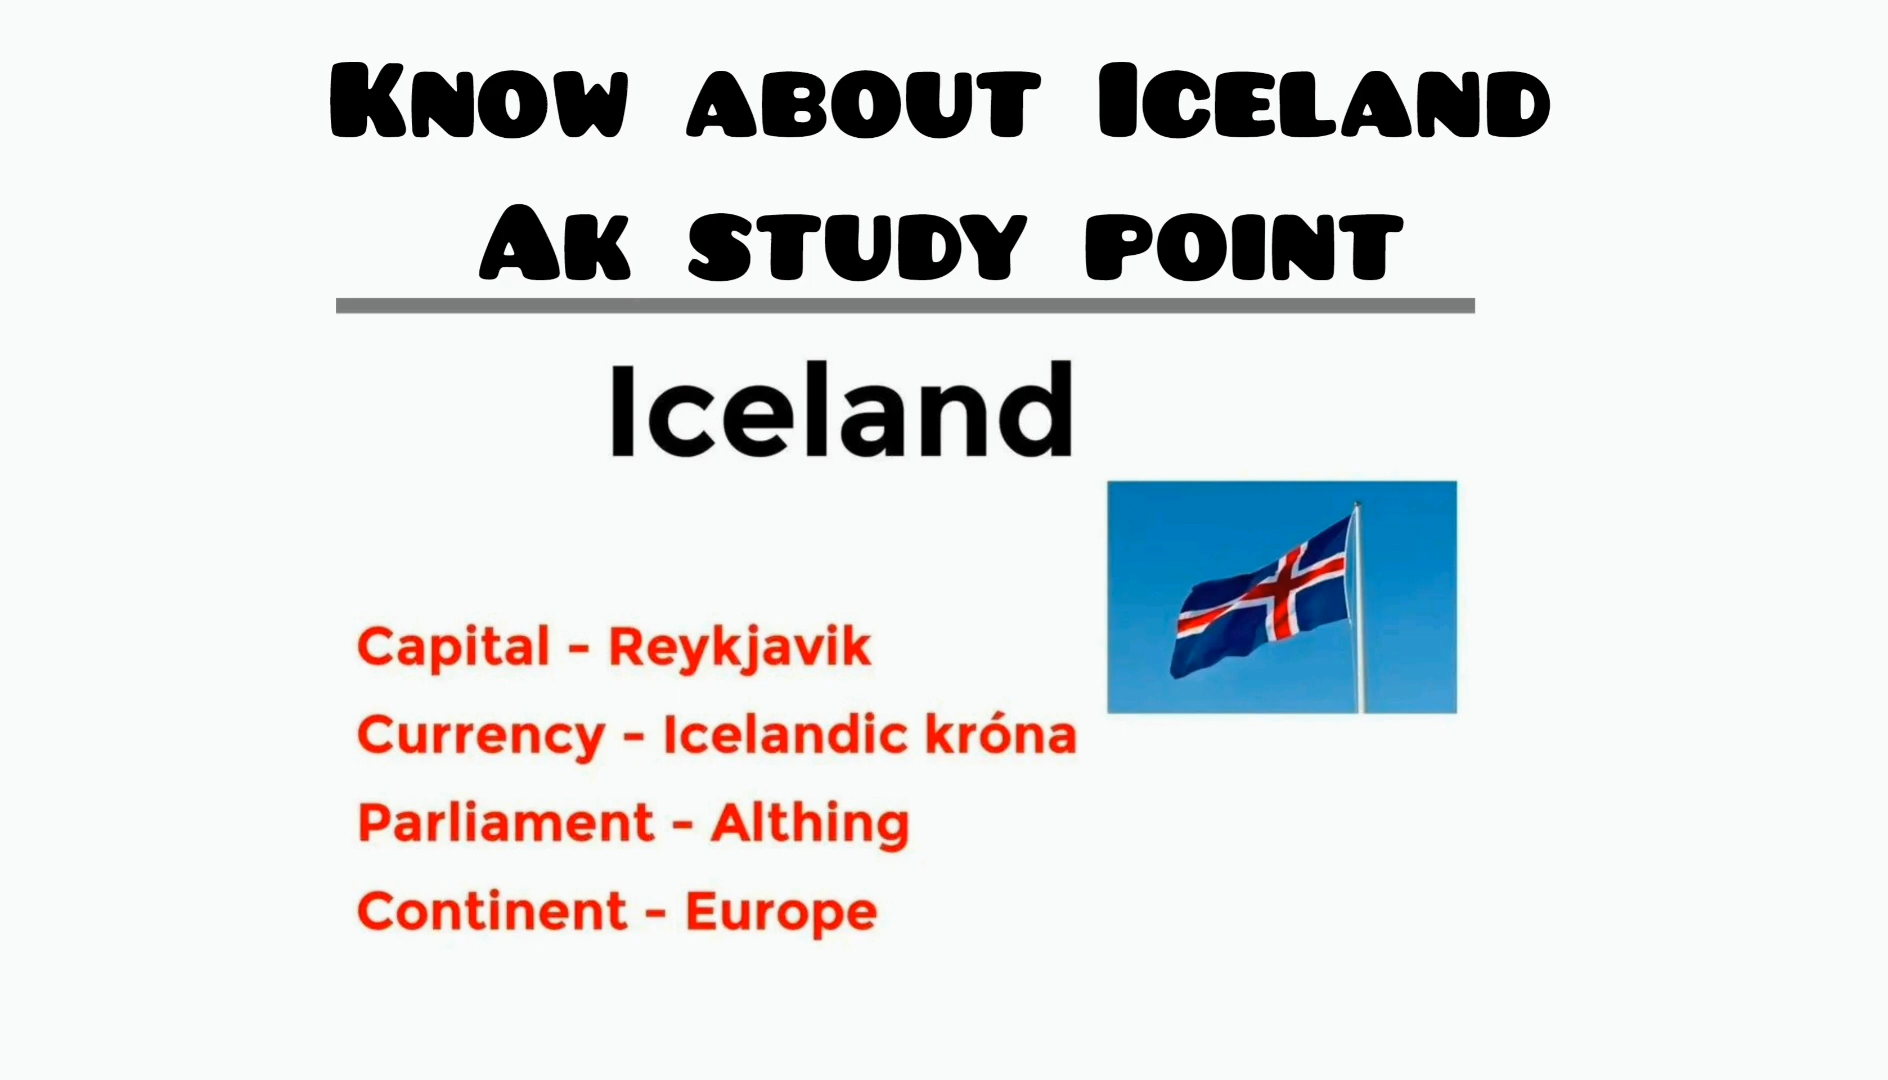 Know about Iceland
Ak study point
Iceland
Capital - Reykjavik
Currency - Icelandic króna
Parliament - Althing
Continent - Europe